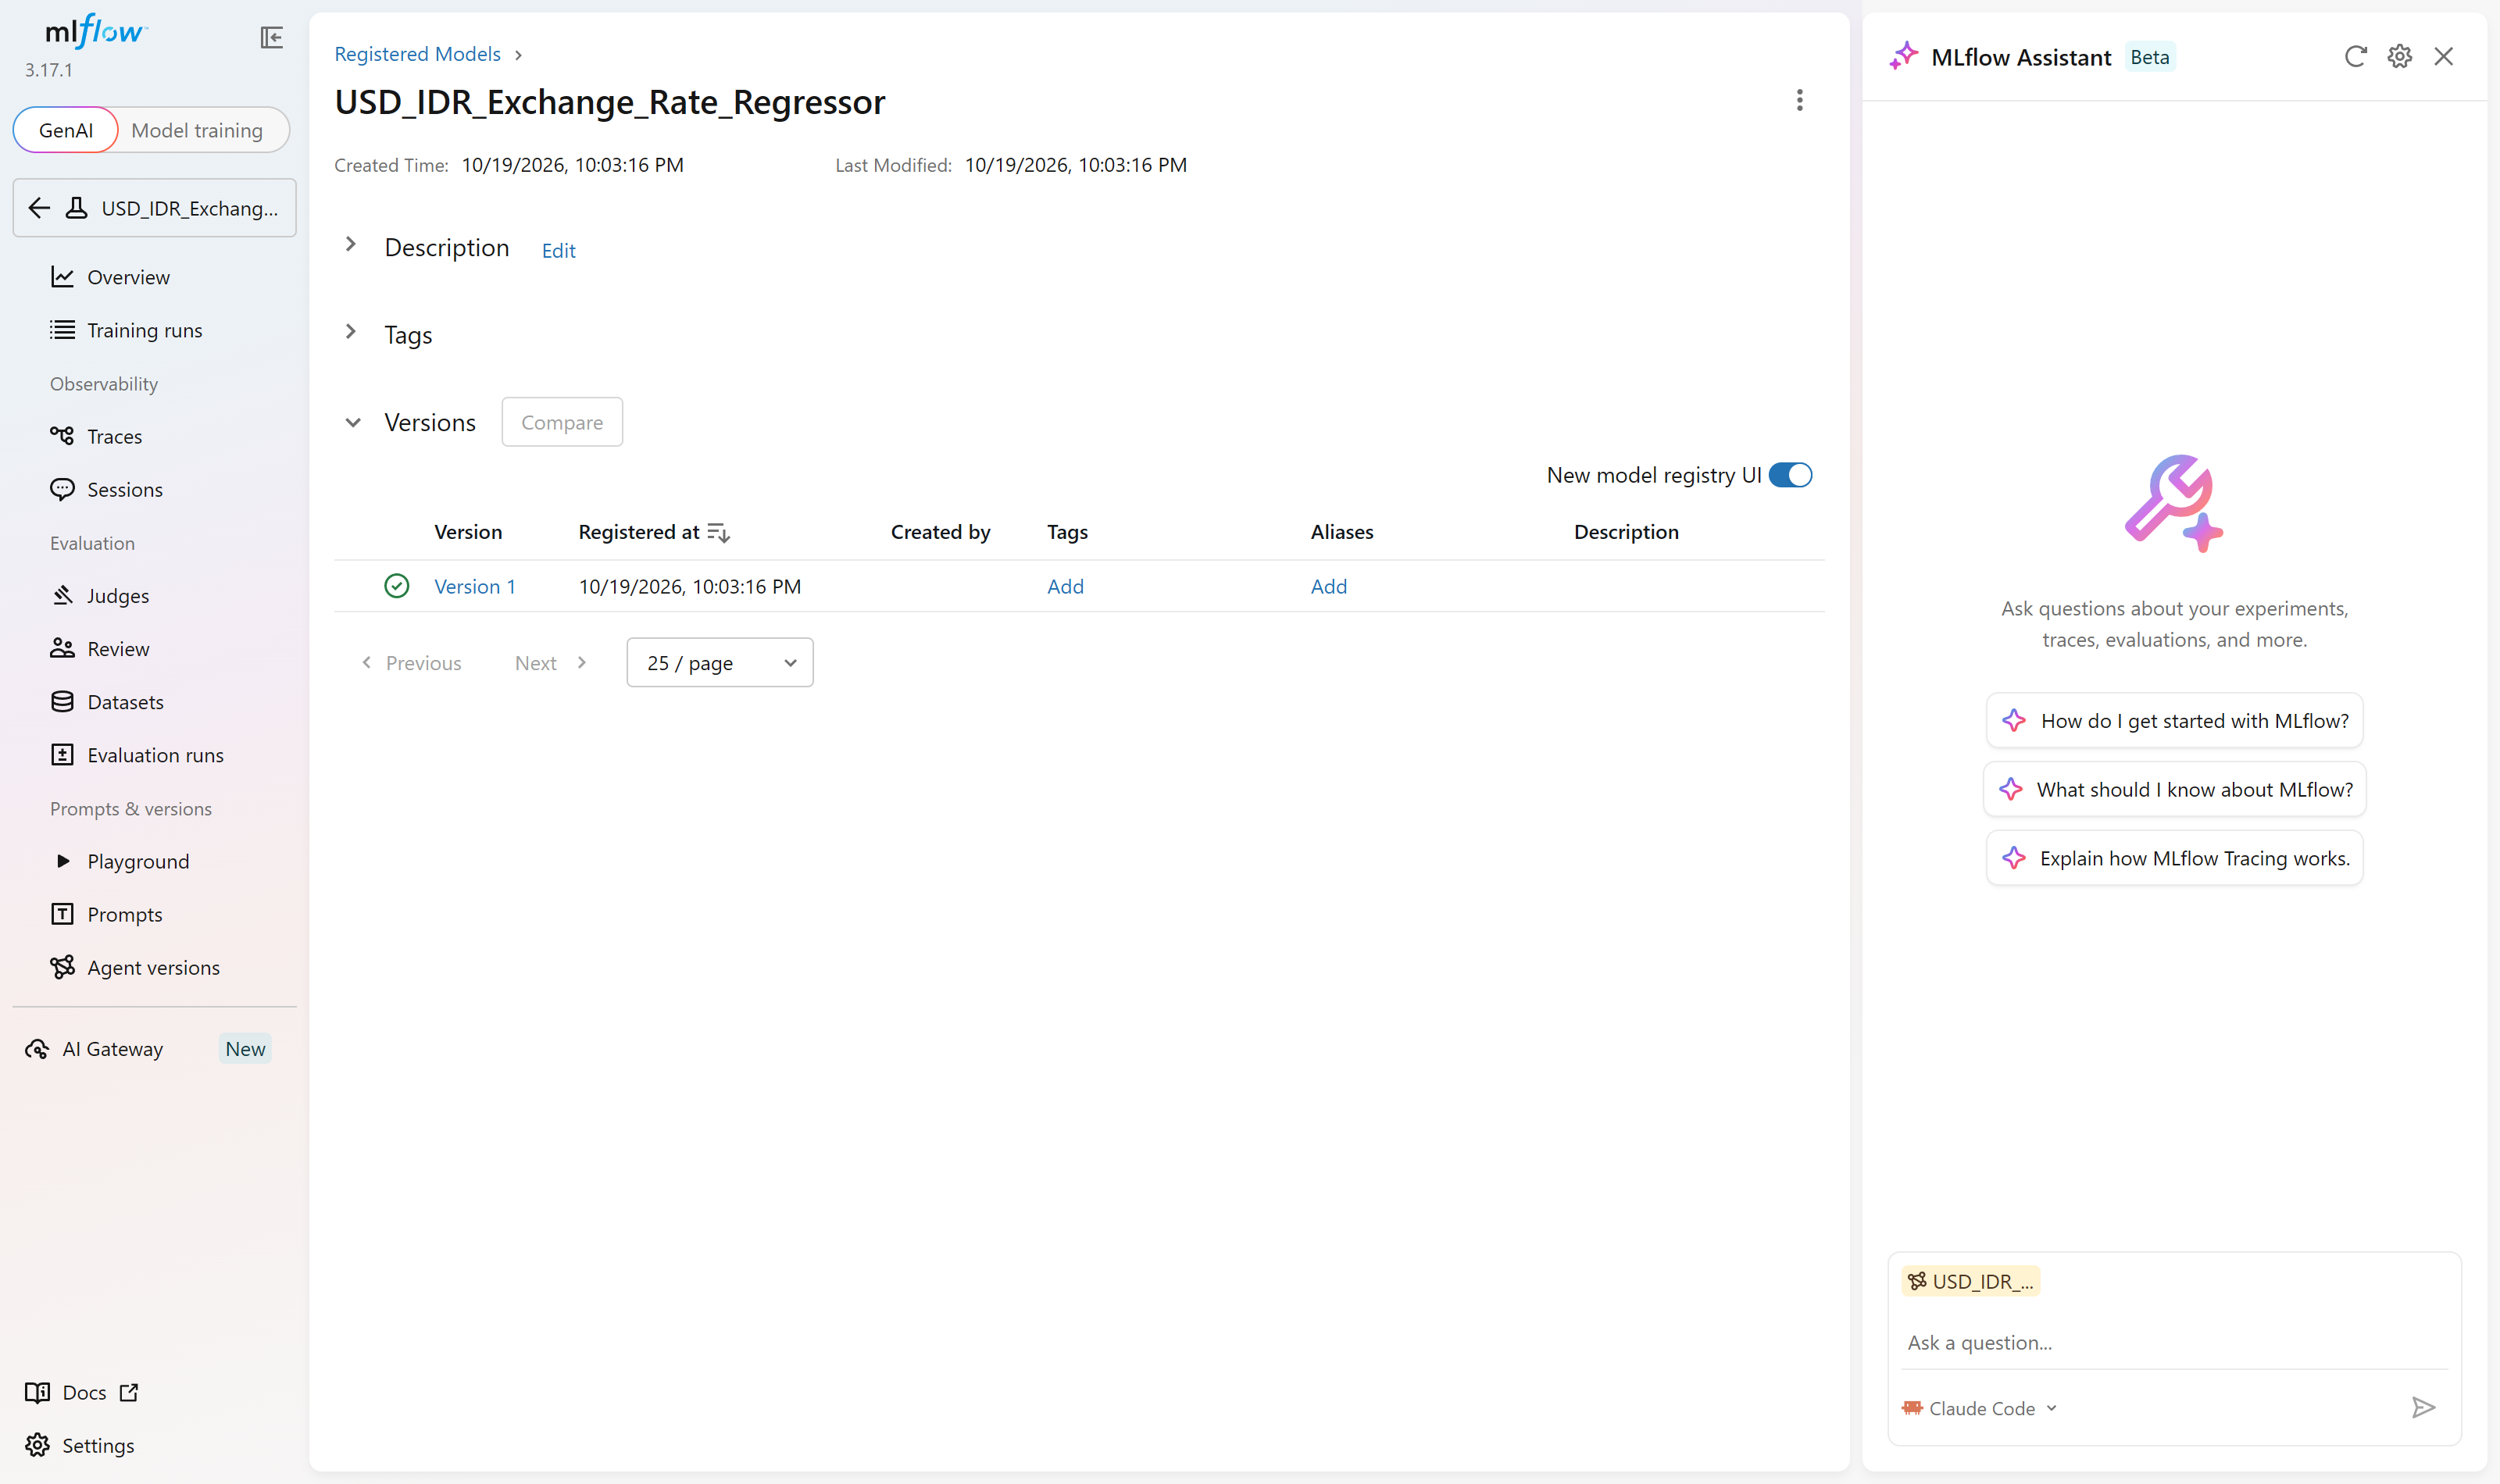 mlflow
3.17.1
GenAI
Model training
USD_IDR_Exchang...
Overview
Training runs
Observability
Traces
Sessions
Evaluation
Judges
Review
Datasets
Evaluation runs
Prompts & versions
Playground
Prompts
Agent versions
AI Gateway New
Docs
Settings
Registered Models
USD_IDR_Exchange_Rate_Regressor
Created Time: 10/19/2026, 10:03:16 PM Last Modified: 10/19/2026, 10:03:16 PM
Description Edit
Tags
Versions Compare
New model registry UI
Version Registered at Created by Tags Aliases Description
Version 1 10/19/2026, 10:03:16 PM Add Add
Previous Next 25 / page
MLflow Assistant Beta
Ask questions about your experiments,
traces, evaluations, and more.
How do I get started with MLflow?
What should I know about MLflow?
Explain how MLflow Tracing works.
USD_IDR_...
Ask a question...
Claude Code